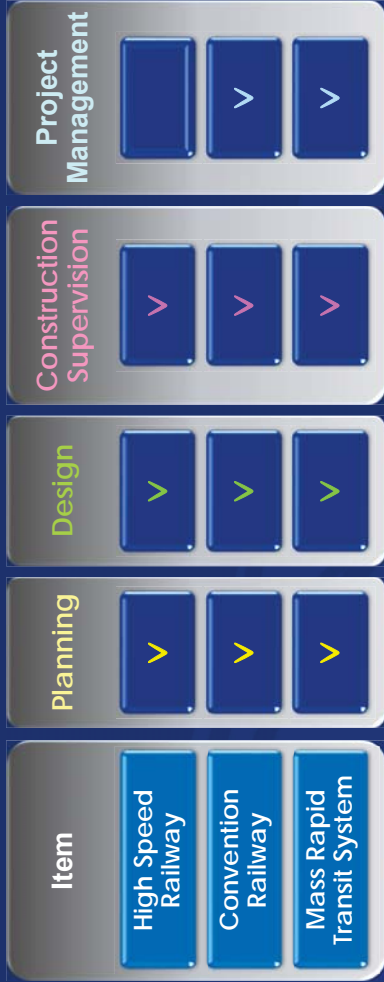 Item
Planning
Design
Construction
Supervision
Project
Management
High Speed
Railway
V
V
V
Convention
Railway
V
V
V
V
Mass Rapid
Transit System
V
V
V
V